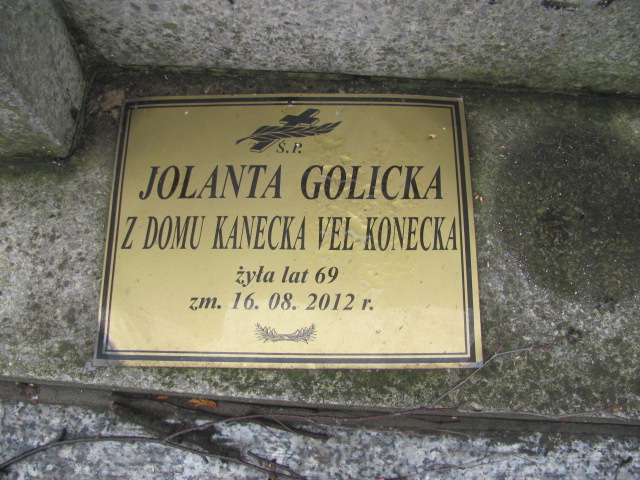 Ś.P.
JOLANTA GOLICKA
Z DOMU KANECKA VEL KONECKA
żyła lat 69
zm. 16. 08. 2012 r.